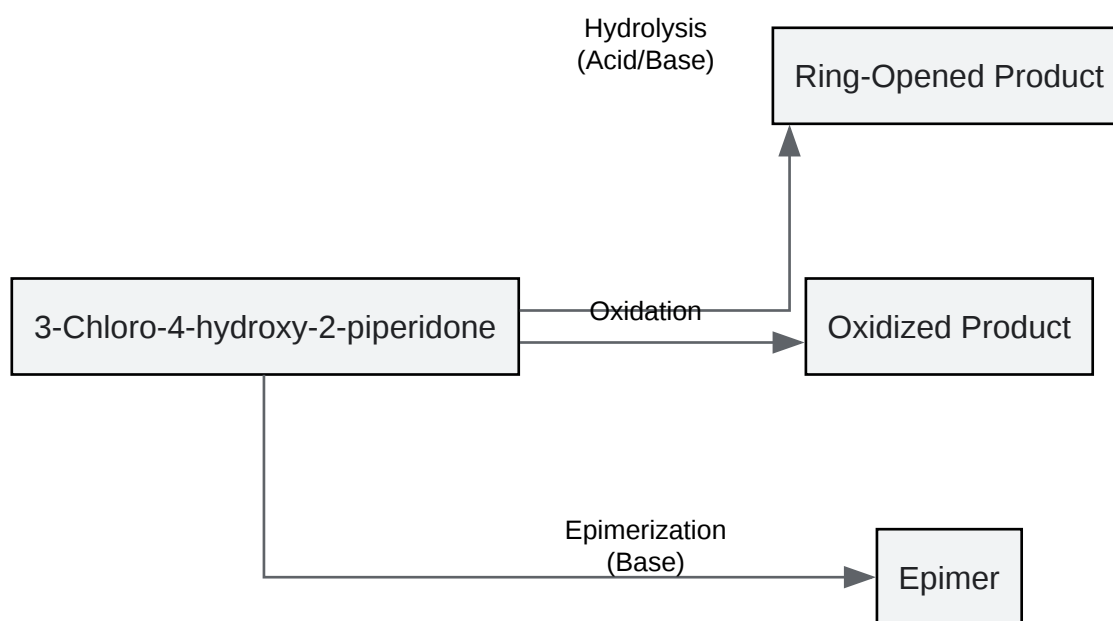 Hydrolysis
(Acid/Base)
Ring-Opened Product
3-Chloro-4-hydroxy-2-piperidone
Oxidation
Oxidized Product
Epimerization
(Base)
Epimer